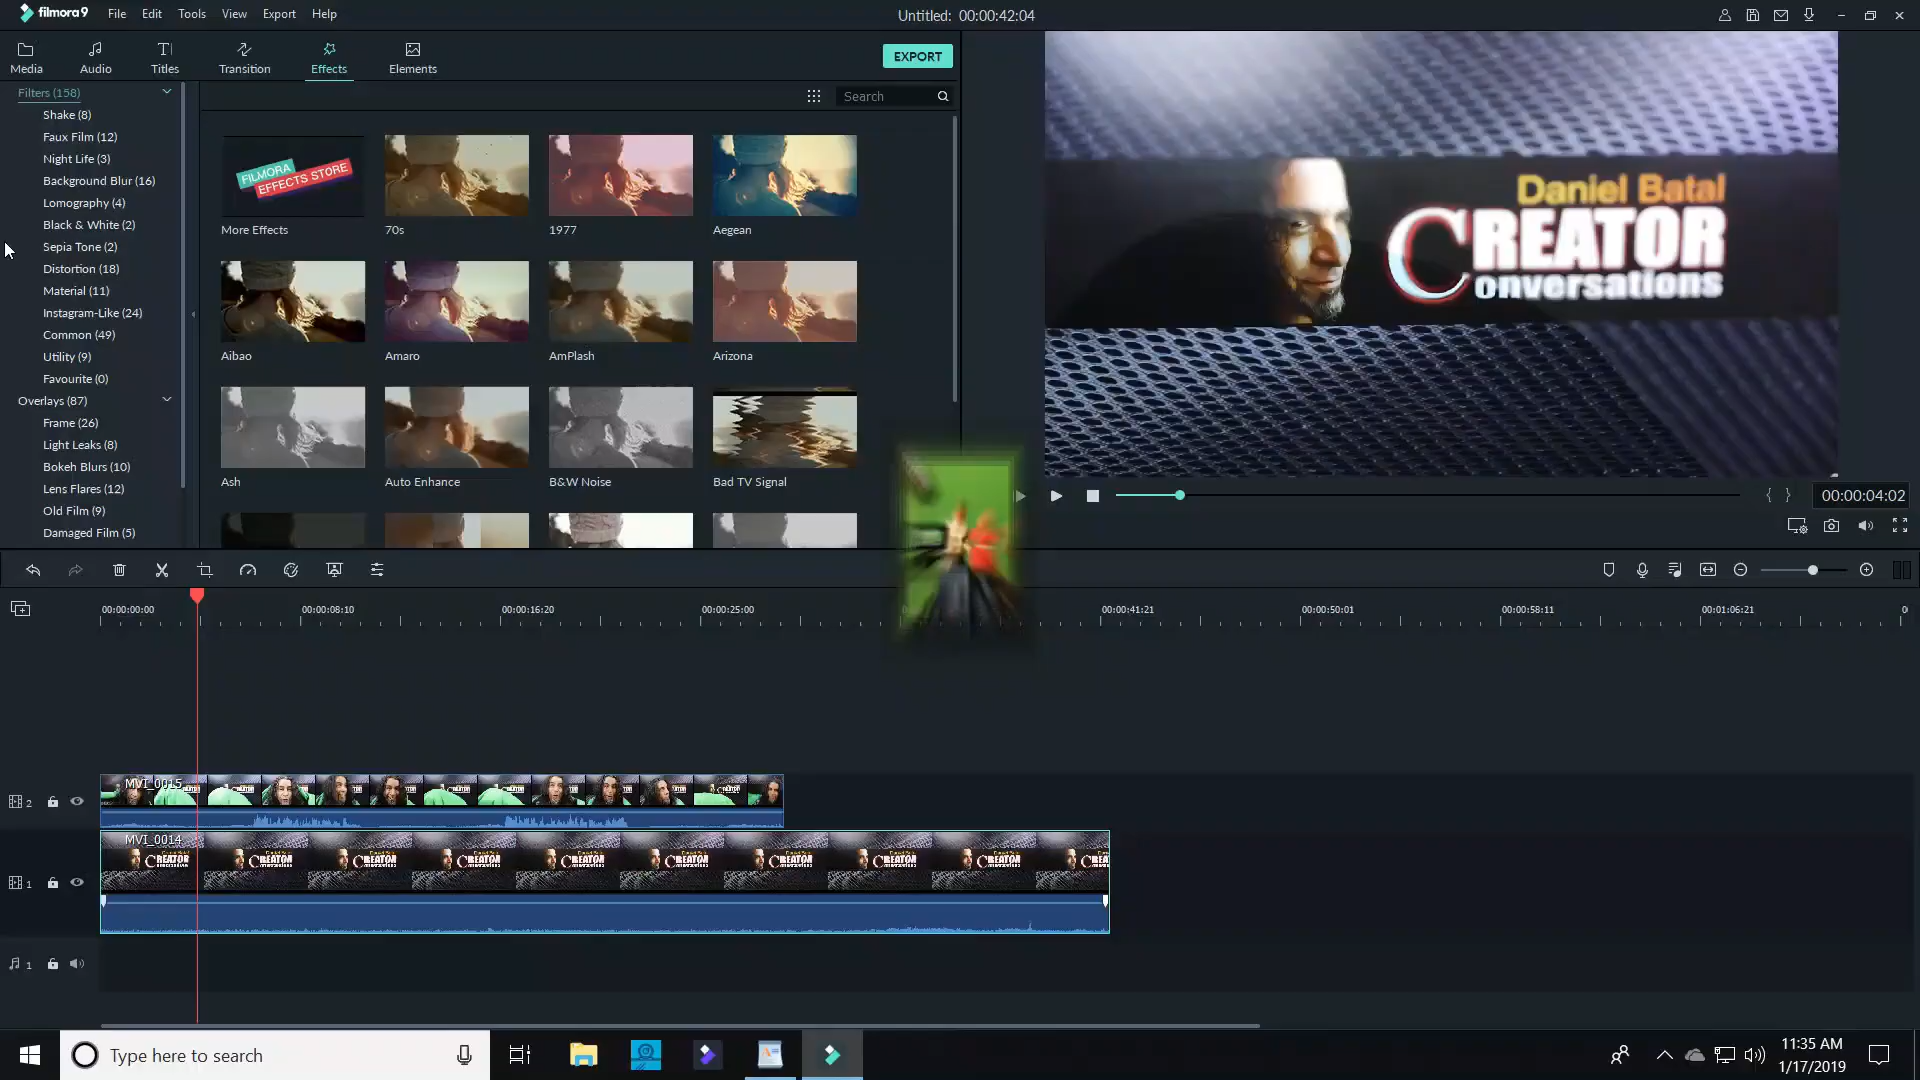 filmora9
File Edit Tools View Export Help
Untitled: 00:00:42:04
Media Audio Titles Transition Effects Elements
EXPORT
Search
Filters (158)
Shake (8)
Faux Film (12)
Night Life (3)
Background Blur (16)
Lomography (4)
Black & White (2)
Sepia Tone (2)
Distortion (18)
Material (11)
Instagram-Like (24)
Common (49)
Utility (9)
Favourite (0)
Overlays (87)
Frame (26)
Light Leaks (8)
Bokeh Blurs (10)
Lens Flares (12)
Old Film (9)
Damaged Film (5)
FILMORA
EFFECTS STORE
More Effects 70s 1977 Aegean
Aibao Amaro AmPlash Arizona
Ash Auto Enhance B&W Noise Bad TV Signal
Daniel Batal
CREATOR
Conversations
{ } 00:00:04:02
00:00:00:00 00:00:08:10 00:00:16:20 00:00:25:00 00:00:41:21 00:00:50:01 00:00:58:11 00:01:06:21
2 MVI_0015
1 MVI_0014
1
Type here to search
11:35 AM
1/17/2019